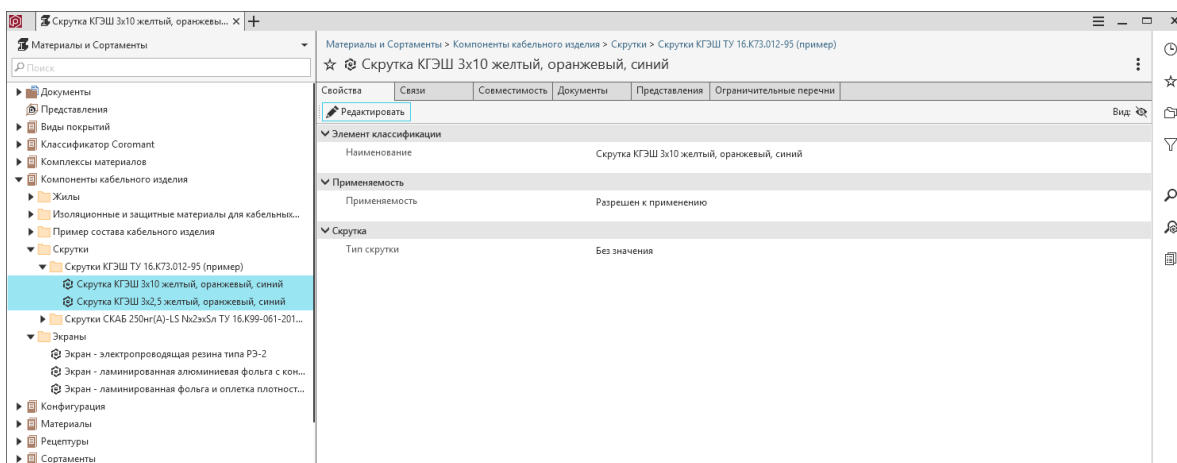 Скрутка КГЭШ 3х10 желтый, оранжевы...
Материалы и Сортаменты
Поиск
Документы
Представления
Виды покрытий
Классификатор Coromant
Комплексы материалов
Компоненты кабельного изделия
Жилы
Изоляционные и защитные материалы для кабельных...
Пример состава кабельного изделия
Скрутки
Скрутки КГЭШ ТУ 16.К73.012-95 (пример)
Скрутка КГЭШ 3х10 желтый, оранжевый, синий
Скрутка КГЭШ 3х2,5 желтый, оранжевый, синий
Скрутки СКАБ 250нг(А)-LS Nх2эхSл ТУ 16.К99-061-201...
Экраны
Экран - электропроводящая резина типа РЭ-2
Экран - ламинированная алюминиевая фольга с кон...
Экран - ламинированная фольга и оплетка плотност...
Конфигурация
Материалы
Рецептуры
Сортаменты
Материалы и Сортаменты > Компоненты кабельного изделия > Скрутки > Скрутки КГЭШ ТУ 16.К73.012-95 (пример)
Скрутка КГЭШ 3х10 желтый, оранжевый, синий
Свойства Связи Совместимость Документы Представления Ограничительные перечни
Редактировать Вид:
Элемент классификации
Наименование Скрутка КГЭШ 3х10 желтый, оранжевый, синий
Применяемость
Применяемость Разрешен к применению
Скрутка
Тип скрутки Без значения